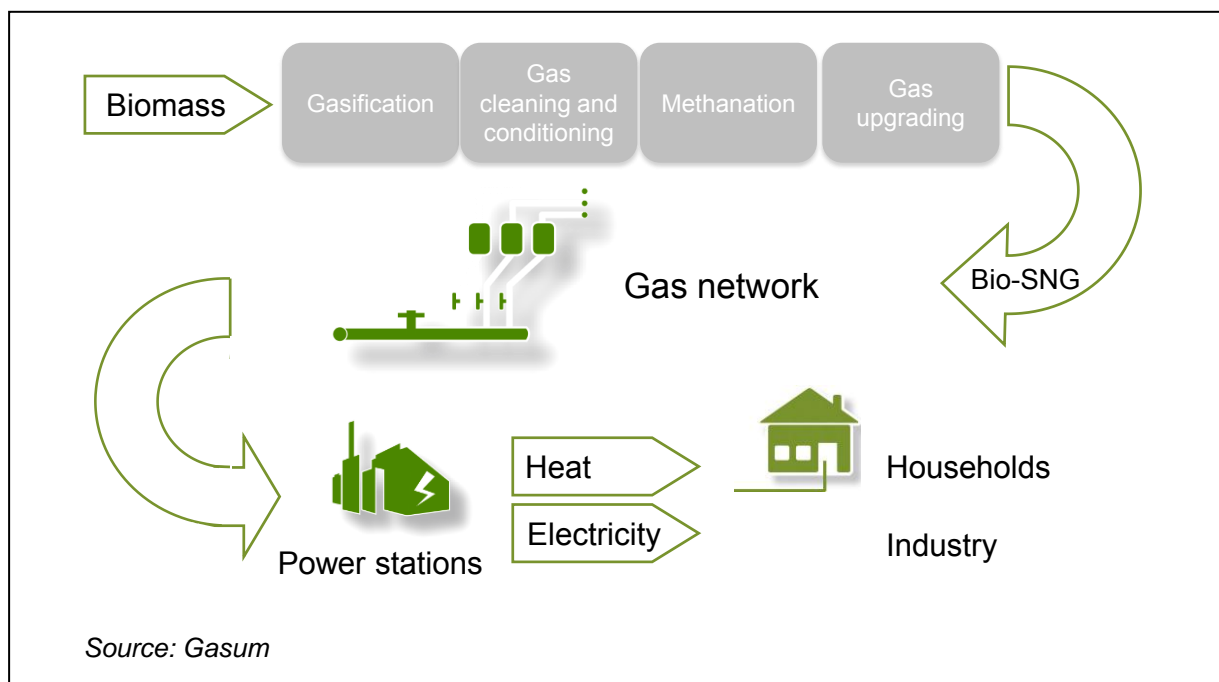 Biomass
Gasification
Gas
cleaning and
conditioning
Methanation
Gas
upgrading
Bio-SNG
Gas network
Power stations
Heat
Electricity
Households
Industry
Source: Gasum